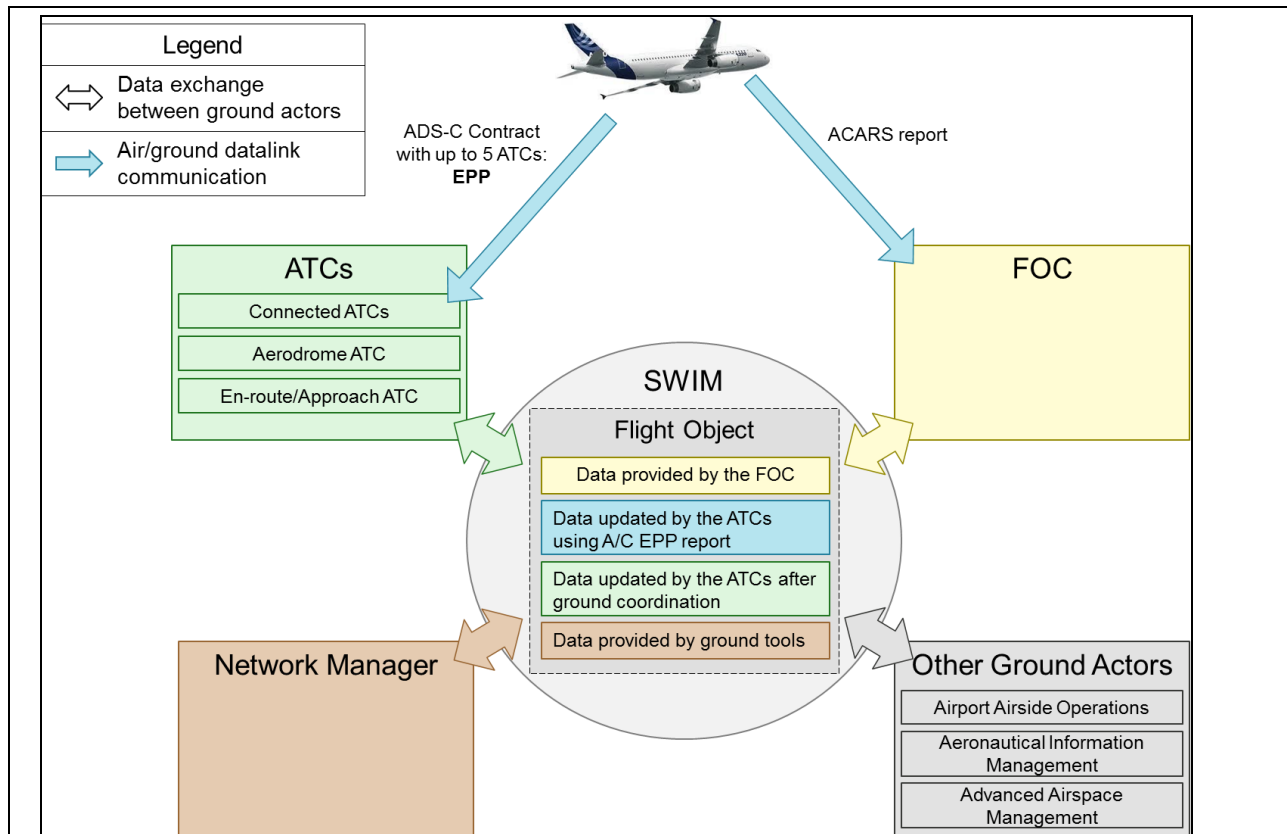 Legend
Data exchange
between ground actors
Air/ground datalink
communication
ADS-C Contract
with up to 5 ATCs:
EPP
ACARS report
ATCs
Connected ATCs
Aerodrome ATC
En-route/Approach ATC
FOC
SWIM
Flight Object
Data provided by the FOC
Data updated by the ATCs
using A/C EPP report
Data updated by the ATCs after
ground coordination
Data provided by ground tools
Network Manager
Other Ground Actors
Airport Airside Operations
Aeronautical Information
Management
Advanced Airspace
Management